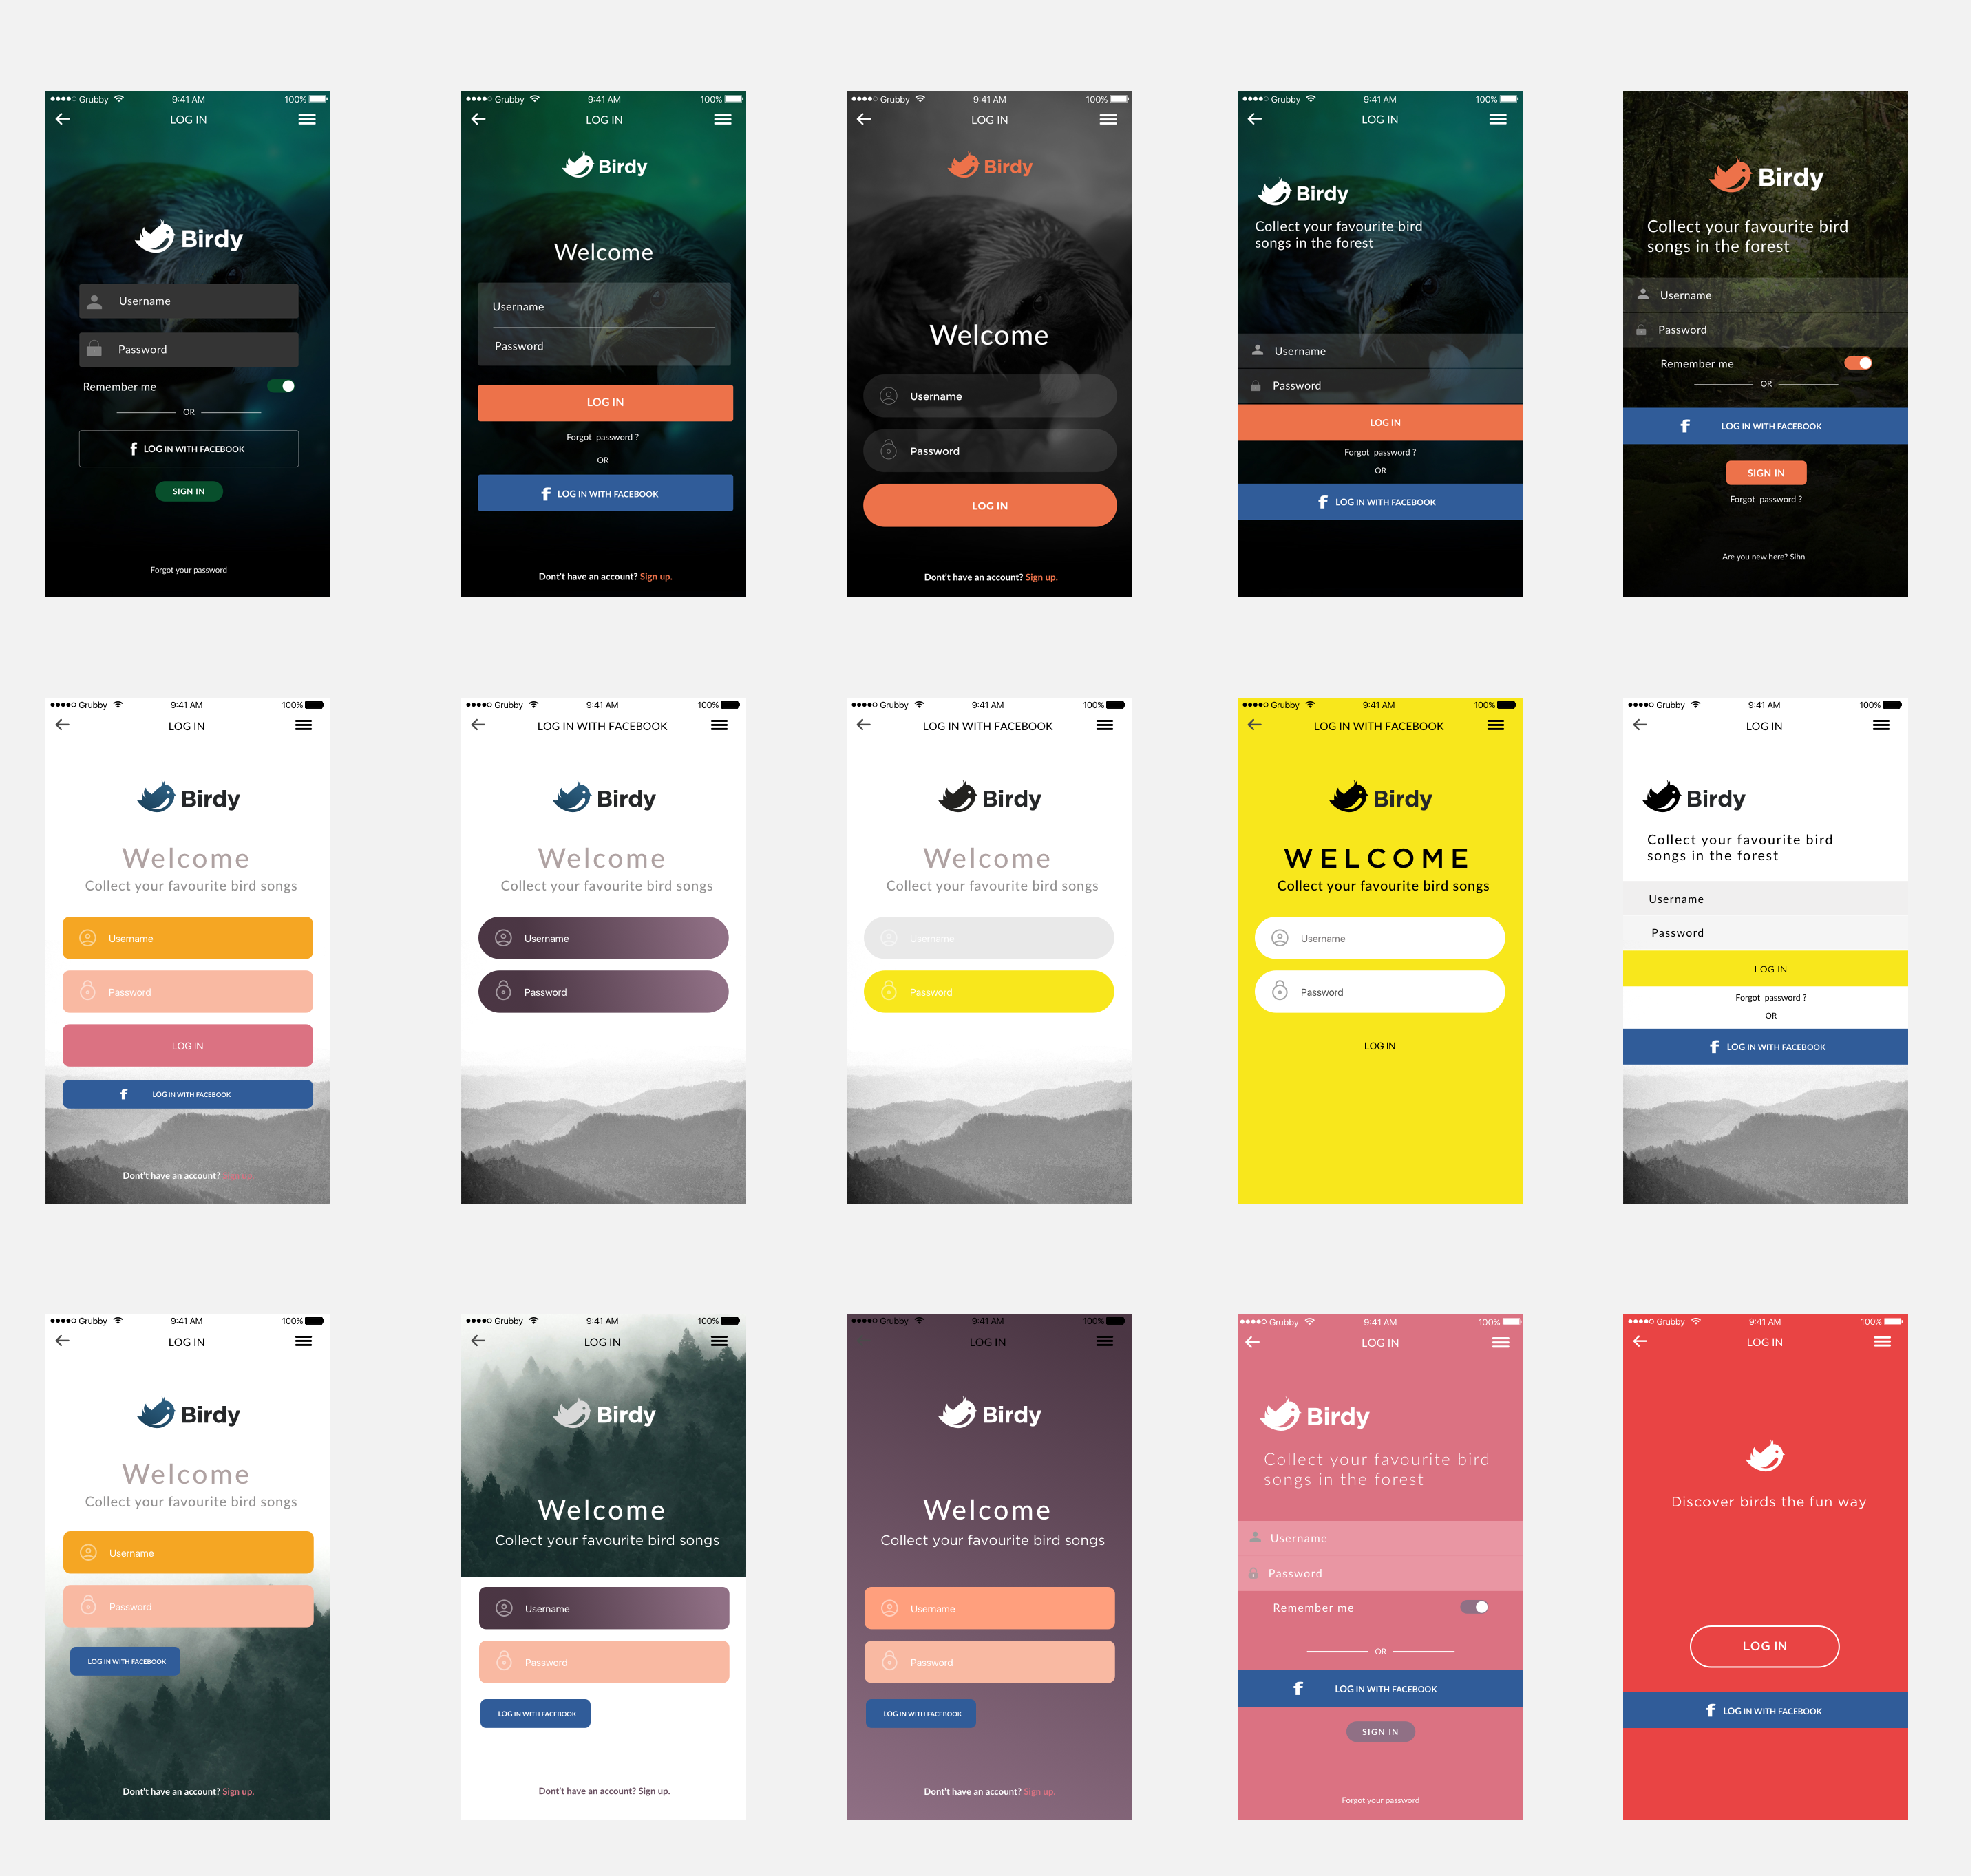 Grubby 9:41 AM 100%
LOG IN
Birdy
Username
Password
Remember me
OR
f LOG IN WITH FACEBOOK
SIGN IN
Forgot your password
Grubby 9:41 AM 100%
LOG IN
Birdy
Welcome
Username
Password
LOG IN
Forgot password ?
OR
f LOG IN WITH FACEBOOK
Dont't have an account? Sign up.
Grubby 9:41 AM 100%
LOG IN
Birdy
Welcome
Username
Password
LOG IN
Dont't have an account? Sign up.
Grubby 9:41 AM 100%
LOG IN
Birdy
Collect your favourite bird
songs in the forest
Username
Password
LOG IN
Forgot password ?
OR
f LOG IN WITH FACEBOOK
Birdy
Collect your favourite bird
songs in the forest
Username
Password
Remember me
OR
f LOG IN WITH FACEBOOK
SIGN IN
Forgot password ?
Are you new here? Sihn
Grubby 9:41 AM 100%
LOG IN
Birdy
Welcome
Collect your favourite bird songs
Username
Password
LOG IN
f LOG IN WITH FACEBOOK
Dont't have an account? Sign up.
Grubby 9:41 AM 100%
LOG IN WITH FACEBOOK
Birdy
Welcome
Collect your favourite bird songs
Username
Password
Grubby 9:41 AM 100%
LOG IN WITH FACEBOOK
Birdy
Welcome
Collect your favourite bird songs
Username
Password
Grubby 9:41 AM 100%
LOG IN WITH FACEBOOK
Birdy
WELCOME
Collect your favourite bird songs
Username
Password
LOG IN
Grubby 9:41 AM 100%
LOG IN
Birdy
Collect your favourite bird
songs in the forest
Username
Password
LOG IN
Forgot password ?
OR
f LOG IN WITH FACEBOOK
Grubby 9:41 AM 100%
LOG IN
Birdy
Welcome
Collect your favourite bird songs
Username
Password
LOG IN WITH FACEBOOK
Dont't have an account? Sign up.
Grubby 9:41 AM 100%
LOG IN
Birdy
Welcome
Collect your favourite bird songs
Username
Password
LOG IN WITH FACEBOOK
Dont't have an account? Sign up.
Grubby 9:41 AM 100%
LOG IN
Birdy
Welcome
Collect your favourite bird songs
Username
Password
LOG IN WITH FACEBOOK
Dont't have an account? Sign up.
Grubby 9:41 AM 100%
LOG IN
Birdy
Collect your favourite bird
songs in the forest
Username
Password
Remember me
OR
f LOG IN WITH FACEBOOK
SIGN IN
Forgot your password
Grubby 9:41 AM 100%
LOG IN
Discover birds the fun way
LOG IN
f LOG IN WITH FACEBOOK